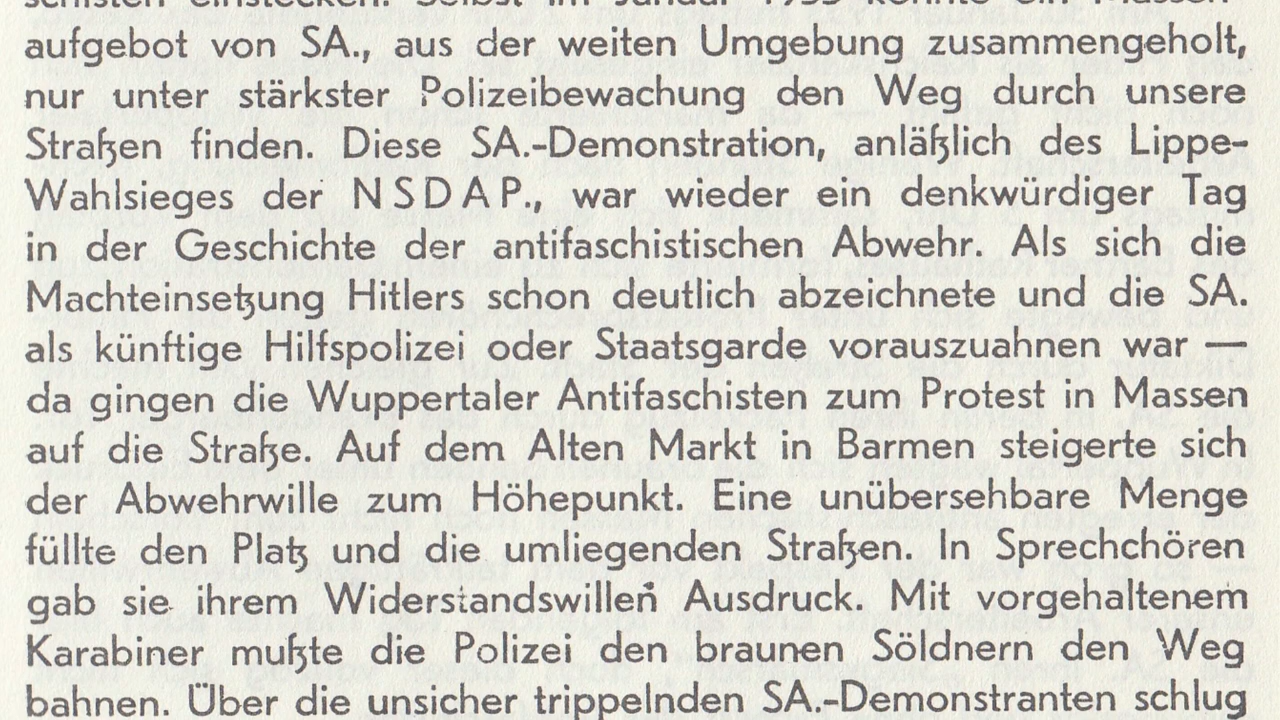 aufgebot von SA., aus der weiten Umgebung zusammengeholt,
nur unter stärkster Polizeibewachung den Weg durch unsere
Straßen finden. Diese SA.-Demonstration, anläßlich des Lippe-
Wahlsieges der NSDAP., war wieder ein denkwürdiger Tag
in der Geschichte der antifaschistischen Abwehr. Als sich die
Machteinsetzung Hitlers schon deutlich abzeichnete und die SA.
als künftige Hilfspolizei oder Staatsgarde vorauszuahnen war —
da gingen die Wuppertaler Antifaschisten zum Protest in Massen
auf die Straße. Auf dem Alten Markt in Barmen steigerte sich
der Abwehrwille zum Höhepunkt. Eine unübersehbare Menge
füllte den Platz und die umliegenden Straßen. In Sprechchören
gab sie ihrem Widerstandswillen Ausdruck. Mit vorgehaltenem
Karabiner mußte die Polizei den braunen Söldnern den Weg
bahnen. Über die unsicher trippelnden SA.-Demonstranten schlug